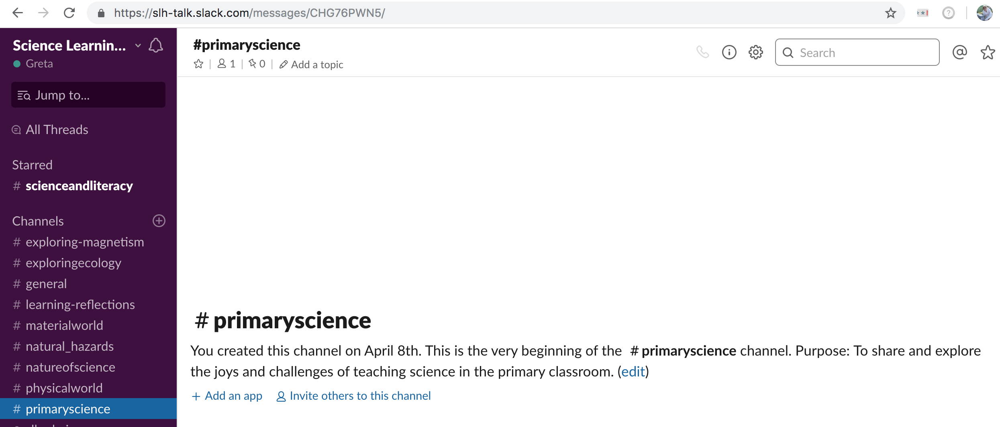 https://slh-talk.slack.com/messages/CHG76PWN5/
Science Learnin...
Greta
Jump to...
All Threads
Starred
# scienceandliteracy
Channels
# exploring-magnetism
# exploringecology
# general
# learning-reflections
# materialworld
# natural_hazards
# natureofscience
# physicalworld
# primaryscience
#primaryscience
1 | 0 | Add a topic
Search
# primaryscience
You created this channel on April 8th. This is the very beginning of the # primaryscience channel. Purpose: To share and explore
the joys and challenges of teaching science in the primary classroom. (edit)
+ Add an app Invite others to this channel